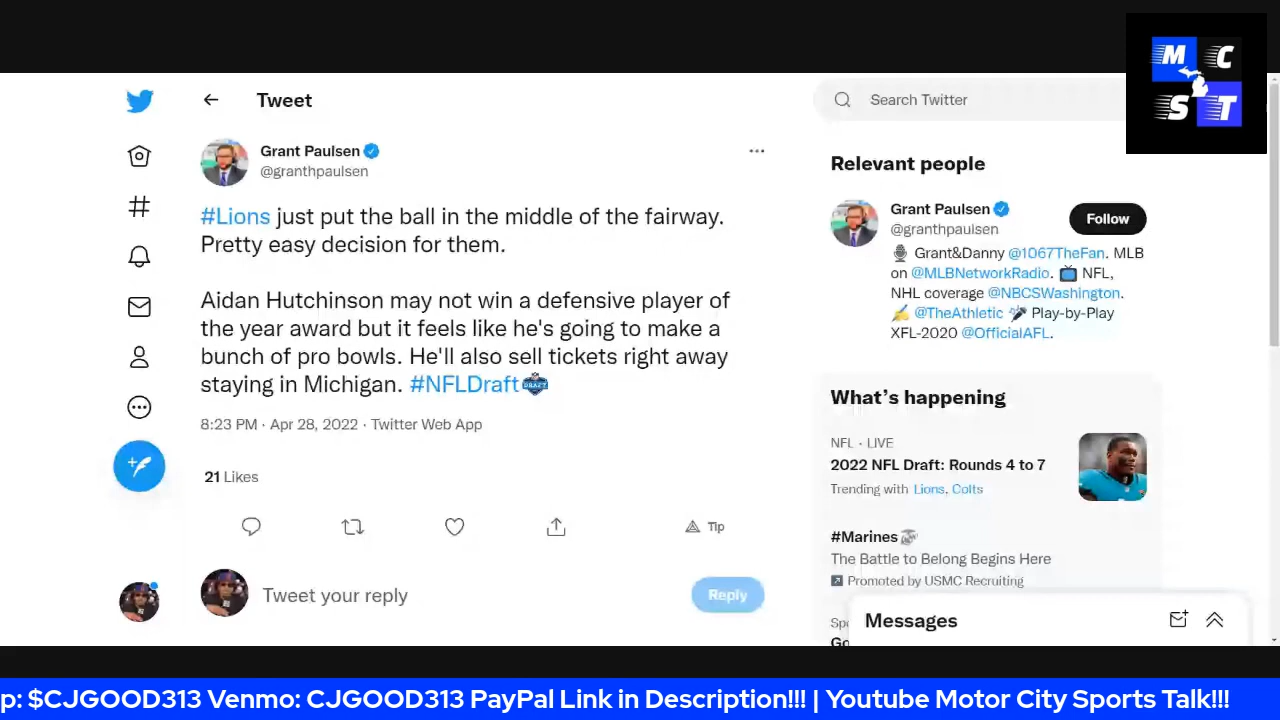 M C
S T
Tweet
Search Twitter
Grant Paulsen
@granthpaulsen
#Lions just put the ball in the middle of the fairway.
Pretty easy decision for them.
Aidan Hutchinson may not win a defensive player of
the year award but it feels like he's going to make a
bunch of pro bowls. He'll also sell tickets right away
staying in Michigan. #NFLDraft
8:23 PM · Apr 28, 2022 · Twitter Web App
21 Likes
Tip
Tweet your reply
Reply
Relevant people
Grant Paulsen
@granthpaulsen
Follow
Grant&Danny @1067TheFan. MLB
on @MLBNetworkRadio. NFL,
NHL coverage @NBCSWashington.
@TheAthletic Play-by-Play
XFL-2020 @OfficialAFL.
What's happening
NFL · LIVE
2022 NFL Draft: Rounds 4 to 7
Trending with Lions, Colts
#Marines
The Battle to Belong Begins Here
Promoted by USMC Recruiting
Messages
p: $CJGOOD313 Venmo: CJGOOD313 PayPal Link in Description!!! | Youtube Motor City Sports Talk!!!